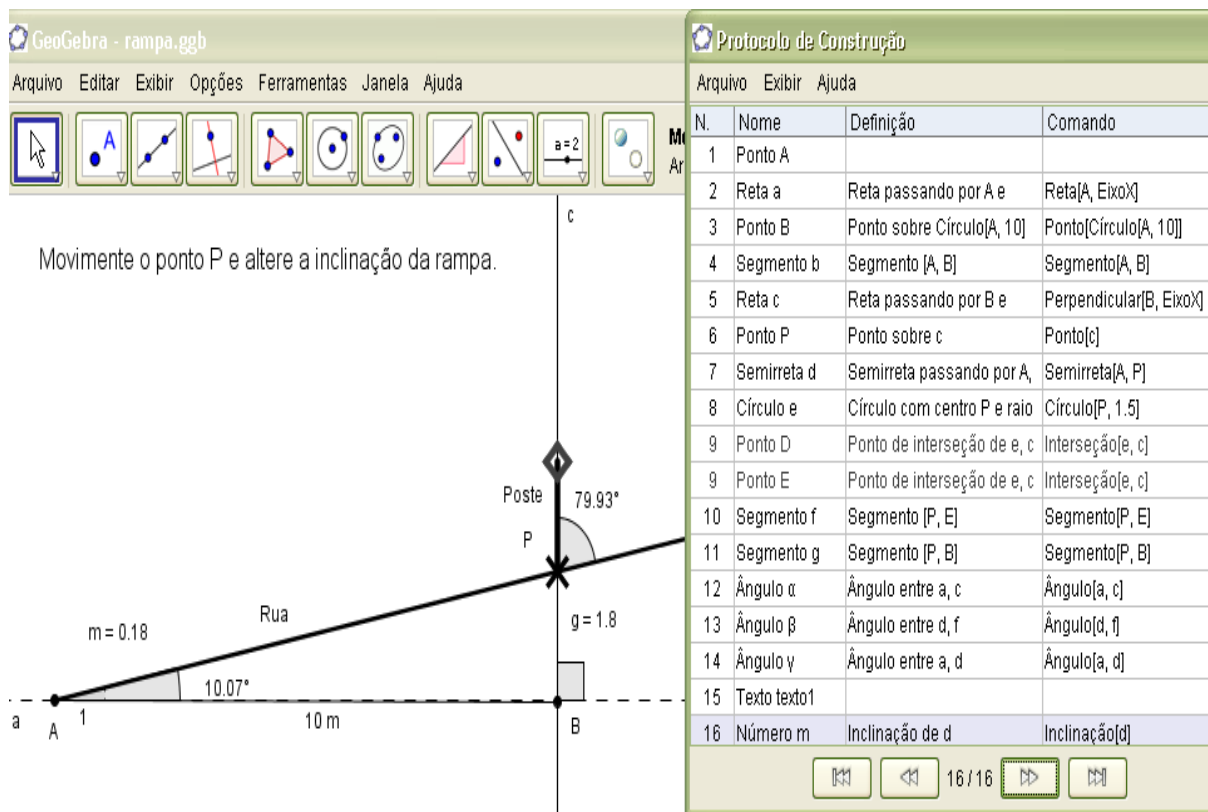 GeoGebra - rampa.ggb
Arquivo Editar Exibir Opções Ferramentas Janela Ajuda
A
a = 2
Ar
Movimente o ponto P e altere a inclinação da rampa.
c
Poste
79.93°
P
Rua
g = 1.8
m = 0.18
10.07°
a
A
1
10 m
B
Protocolo de Construção
Arquivo Exibir Ajuda
N. Nome Definição Comando
1 Ponto A
2 Reta a Reta passando por A e Reta[A, EixoX]
3 Ponto B Ponto sobre Círculo[A, 10] Ponto[Círculo[A, 10]]
4 Segmento b Segmento [A, B] Segmento[A, B]
5 Reta c Reta passando por B e Perpendicular[B, EixoX]
6 Ponto P Ponto sobre c Ponto[c]
7 Semirreta d Semirreta passando por A, Semirreta[A, P]
8 Círculo e Círculo com centro P e raio Círculo[P, 1.5]
9 Ponto D Ponto de interseção de e, c Interseção[e, c]
9 Ponto E Ponto de interseção de e, c Interseção[e, c]
10 Segmento f Segmento [P, E] Segmento[P, E]
11 Segmento g Segmento [P, B] Segmento[P, B]
12 Ângulo α Ângulo entre a, c Ângulo[a, c]
13 Ângulo β Ângulo entre d, f Ângulo[d, f]
14 Ângulo γ Ângulo entre a, d Ângulo[a, d]
15 Texto texto1
16 Número m Inclinação de d Inclinação[d]
16 / 16